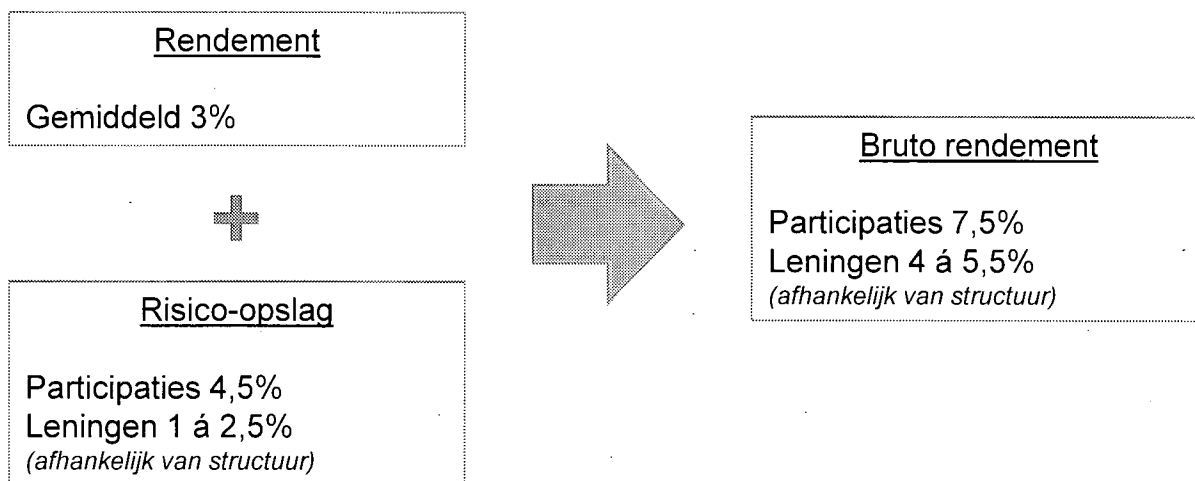 Rendement
Gemiddeld 3%
Risico-opslag
Participaties 4,5%
Leningen 1 á 2,5%
(afhankelijk van structuur)
Bruto rendement
Participaties 7,5%
Leningen 4 á 5,5%
(afhankelijk van structuur)